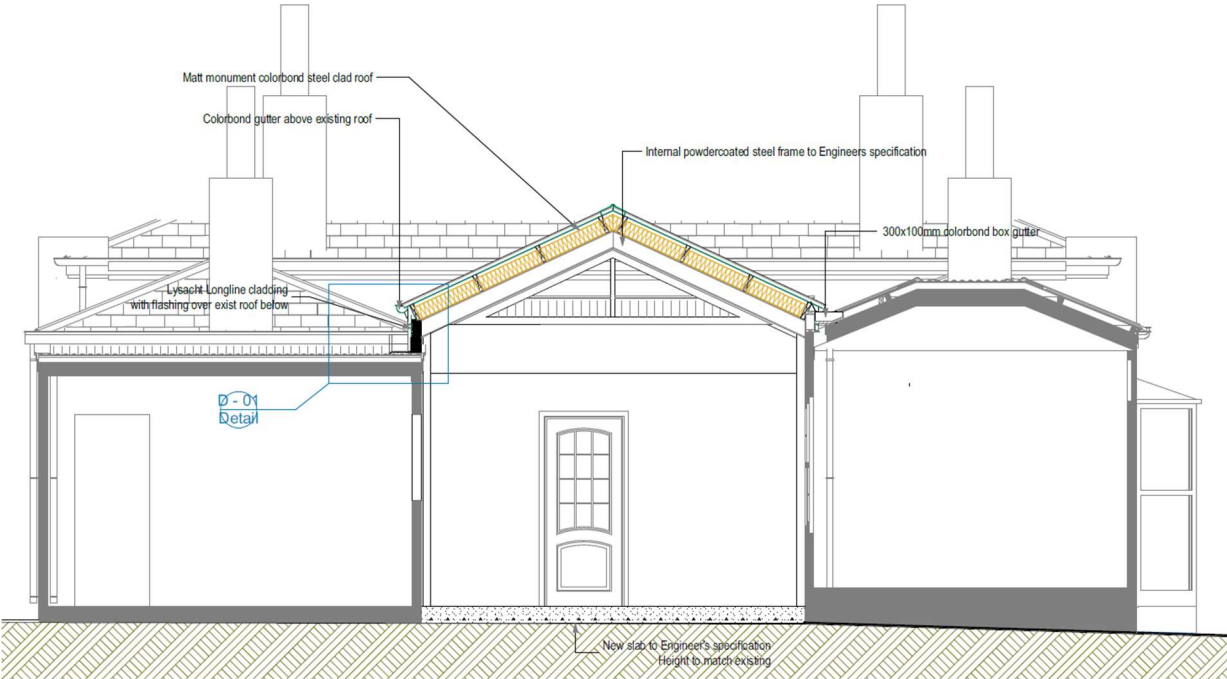 Matt monument colorbond steel clad roof
Colorbond gutter above existing roof
Internal powdercoated steel frame to Engineers specification
300x100mm colorbond box gutter
Lysacht Longline cladding
with flashing over exist roof below
D - 01
Detail
New slab to Engineer's specification
Height to match existing